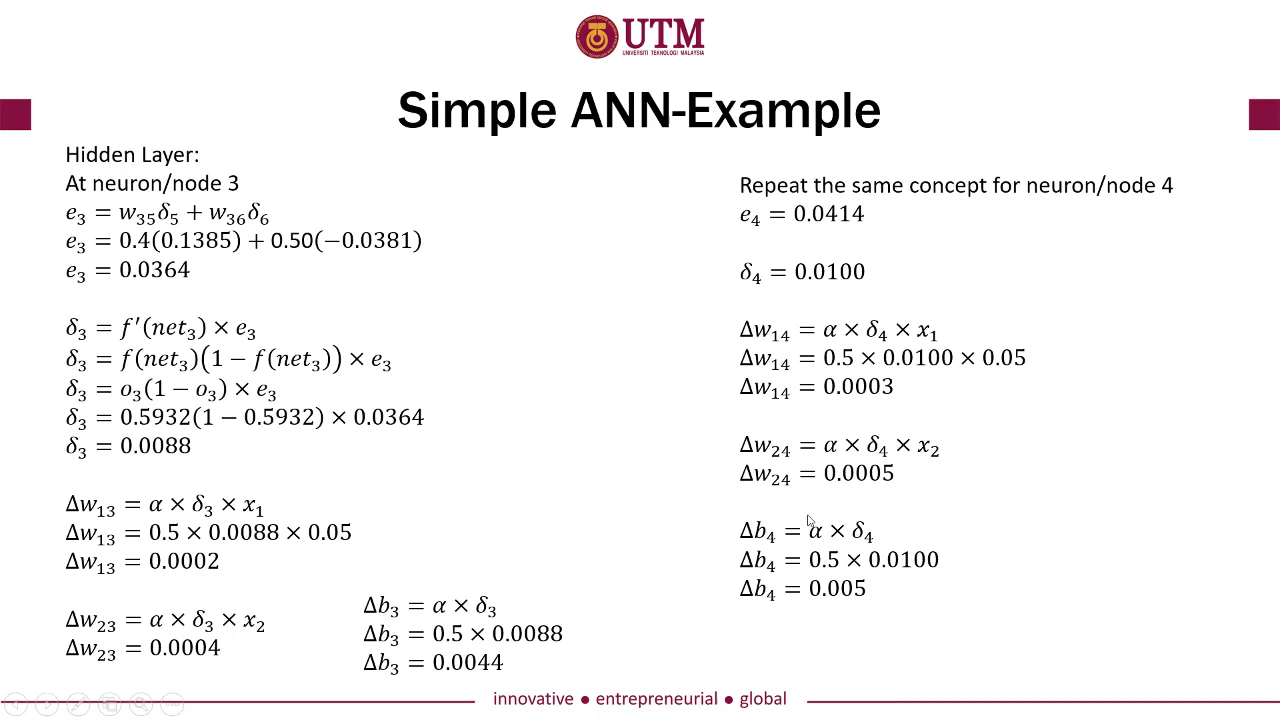 UTM
UNIVERSITI TEKNOLOGI MALAYSIA
Simple ANN-Example
Hidden Layer:
At neuron/node 3
e₃ = w₃₅δ₅ + w₃₆δ₆
e₃ = 0.4(0.1385) + 0.50(−0.0381)
e₃ = 0.0364
δ₃ = f′(net₃) × e₃
δ₃ = f(net₃)(1 − f(net₃)) × e₃
δ₃ = o₃(1 − o₃) × e₃
δ₃ = 0.5932(1 − 0.5932) × 0.0364
δ₃ = 0.0088
Δw₁₃ = α × δ₃ × x₁
Δw₁₃ = 0.5 × 0.0088 × 0.05
Δw₁₃ = 0.0002
Δw₂₃ = α × δ₃ × x₂
Δw₂₃ = 0.0004
Δb₃ = α × δ₃
Δb₃ = 0.5 × 0.0088
Δb₃ = 0.0044
Repeat the same concept for neuron/node 4
e₄ = 0.0414
δ₄ = 0.0100
Δw₁₄ = α × δ₄ × x₁
Δw₁₄ = 0.5 × 0.0100 × 0.05
Δw₁₄ = 0.0003
Δw₂₄ = α × δ₄ × x₂
Δw₂₄ = 0.0005
Δb₄ = α × δ₄
Δb₄ = 0.5 × 0.0100
Δb₄ = 0.005
innovative ● entrepreneurial ● global